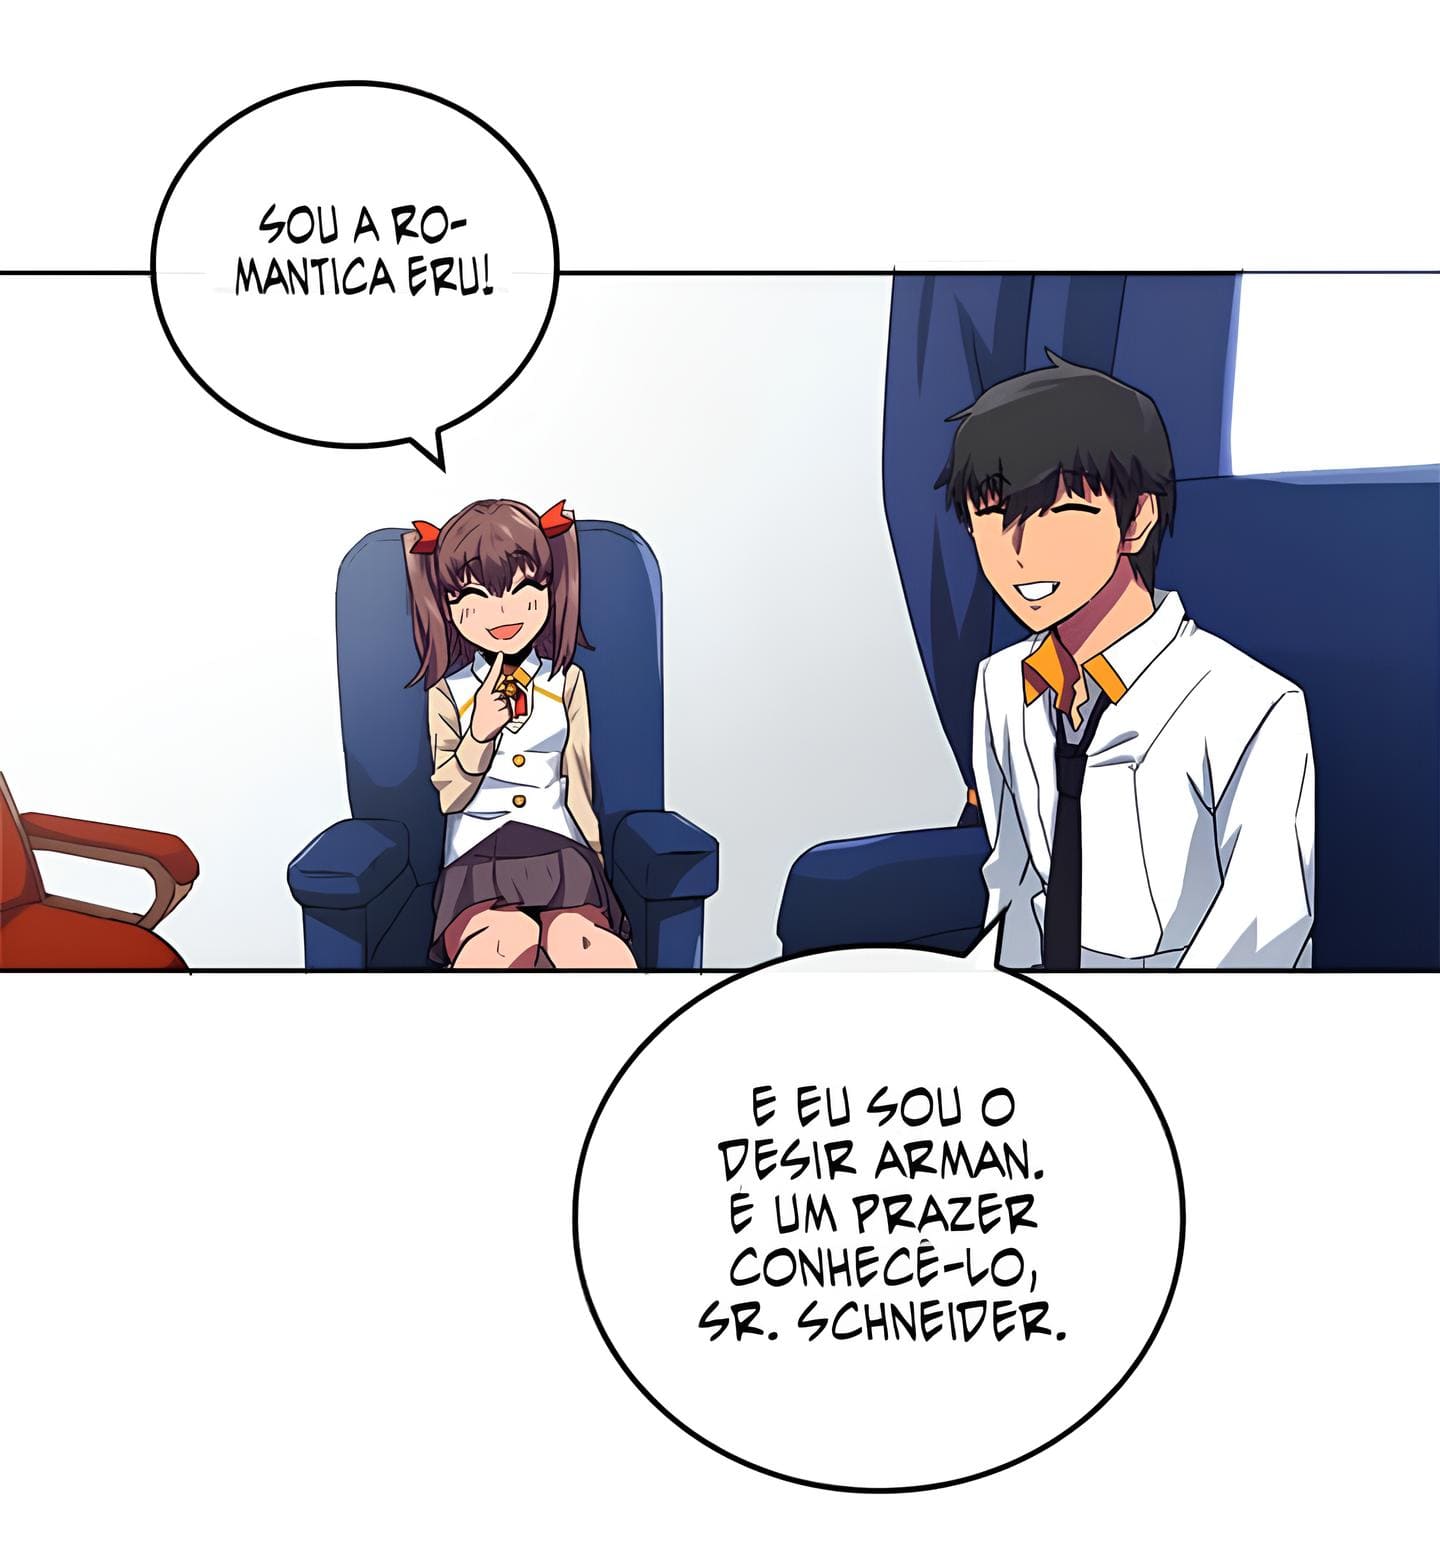 SOU A RO-
MANTICA ERU!
E EU SOU O
DESIR ARMAN.
É UM PRAZER
CONHECÊ-LO,
SR. SCHNEIDER.